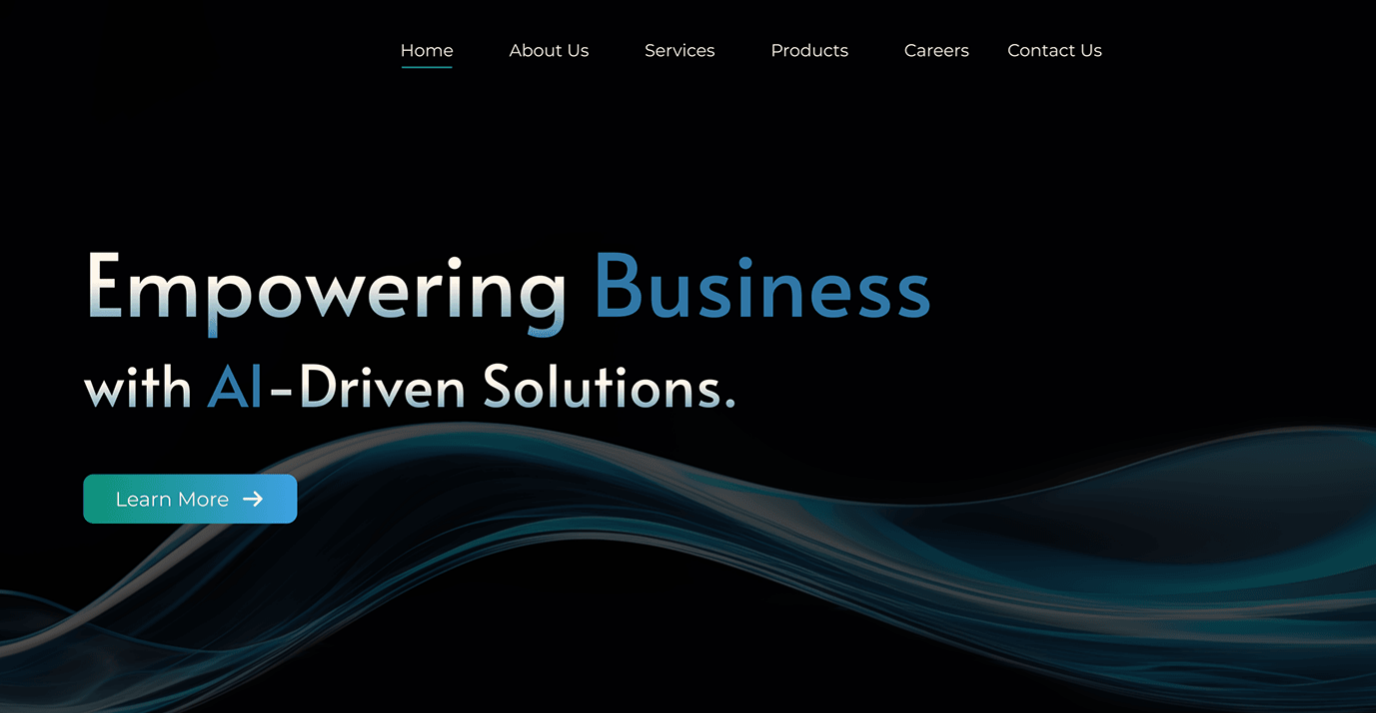 Home About Us Services Products Careers Contact Us
Empowering Business
with AI-Driven Solutions.
Learn More →